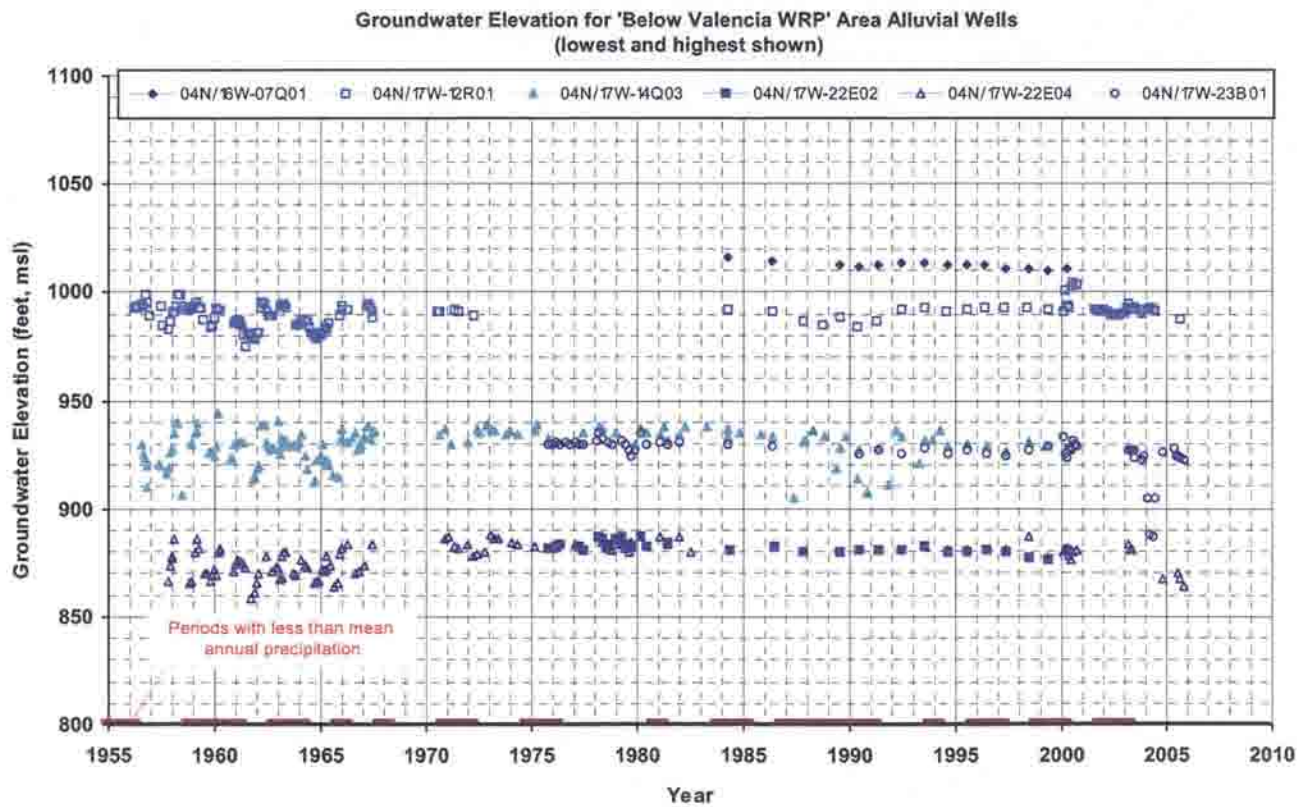 Groundwater Elevation for 'Below Valencia WRP' Area Alluvial Wells
(lowest and highest shown)
1100
04N/16W-07Q01 04N/17W-12R01 04N/17W-14Q03 04N/17W-22E02 04N/17W-22E04 04N/17W-23B01
1050
1000
950
900
850
800
Groundwater Elevation (feet, msl)
Periods with less than mean
annual precipitation
1955 1960 1965 1970 1975 1980 1985 1990 1995 2000 2005 2010
Year